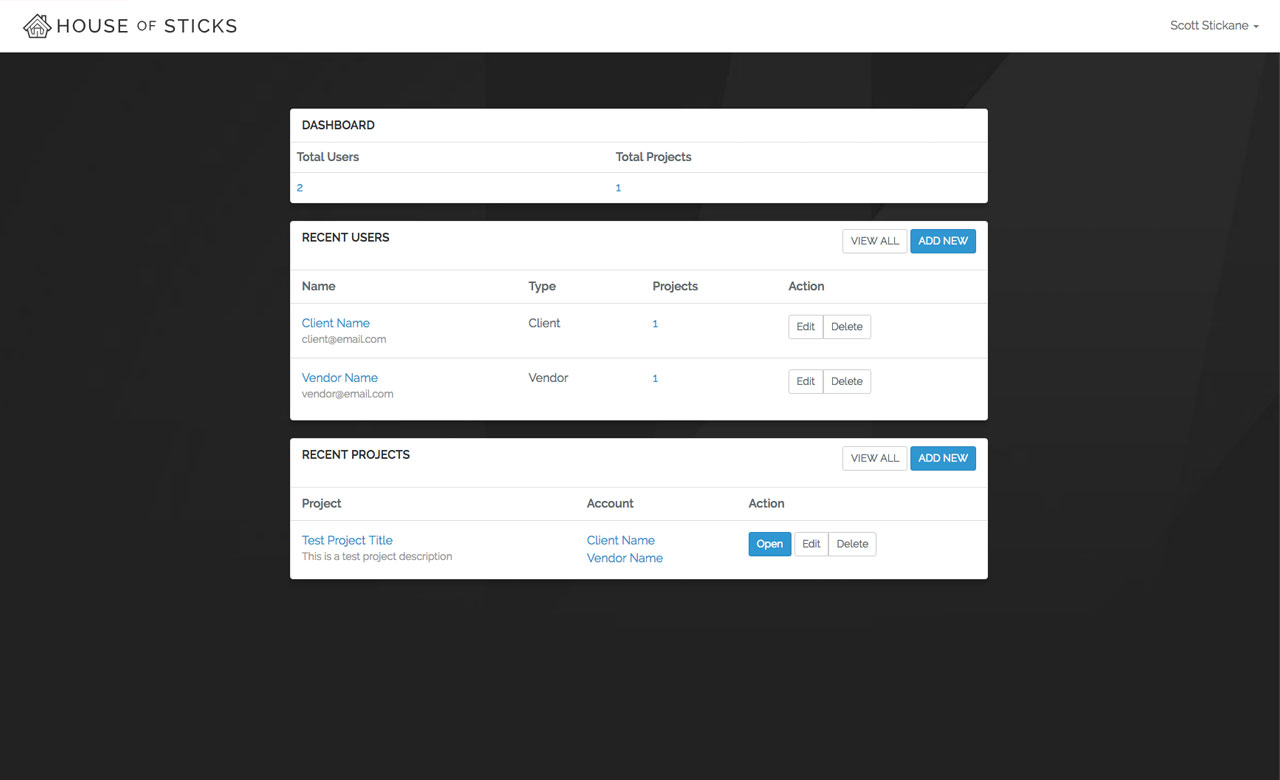 HOUSE OF STICKS
Scott Stickane
DASHBOARD
Total Users Total Projects
2 1
RECENT USERS VIEW ALL ADD NEW
Name Type Projects Action
Client Name Client 1 Edit Delete
client@email.com
Vendor Name Vendor 1 Edit Delete
vendor@email.com
RECENT PROJECTS VIEW ALL ADD NEW
Project Account Action
Test Project Title Client Name Open Edit Delete
This is a test project description Vendor Name